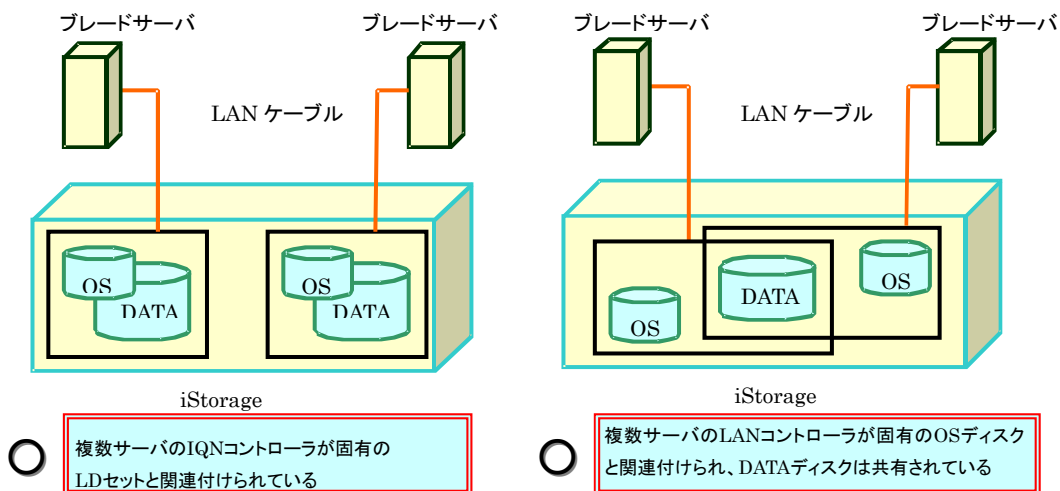 ブレードサーバ ブレードサーバ
LAN ケーブル
OS DATA OS DATA
iStorage
複数サーバのIQNコントローラが固有の
LDセットと関連付けられている
ブレードサーバ ブレードサーバ
LAN ケーブル
OS DATA OS
iStorage
複数サーバのLANコントローラが固有のOSディスク
と関連付けられ、DATAディスクは共有されている